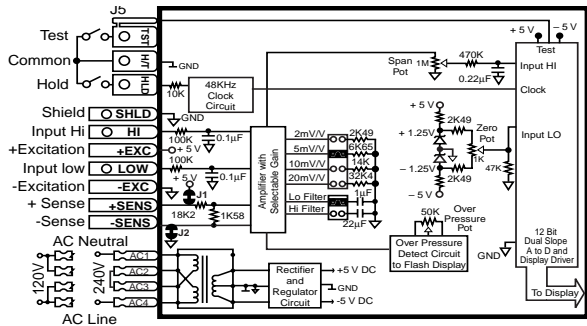 J5
Test
TST
Common
H/T
GND
Hold
HLD
10K
48KHz
Clock
Circuit
Shield
SHLD
GND
Input Hi
HI
100K
0.1µF
+Excitation
+EXC
+ 5 V
100K
Input low
LOW
0.1µF
-Excitation
-EXC
+ 5 V
J1
+ Sense
+SENS
18K2
1K58
-Sense
-SENS
J2
Amplifier with
Selectable Gain
2mV/V
2K49
5mV/V
6K65
10mV/V
14K
20mV/V
32K4
Lo Filter
1µF
Hi Filter
22µF
Span
Pot
1M
470K
0.22µF
+ 5 V
– 5 V
Test
Input HI
Clock
Input LO
+ 5 V
2K49
+ 1.25V
Zero
Pot
1K
– 1.25V
2K49
– 5 V
47K
50K
Over
Pressure
Pot
Over Pressure
Detect Circuit
to Flash Display
GND
12 Bit
Dual Slope
A to D and
Display Driver
To Display
AC Neutral
120V
240V
AC1
AC2
AC3
AC4
AC Line
Rectifier
and
Regulator
Circuit
+5 V DC
GND
-5 V DC